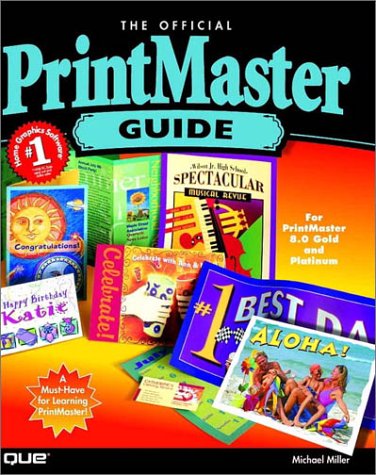 THE OFFICIAL
PrintMaster
GUIDE
Home Graphics Software
#1
Wilson Jr. High School
SPECTACULAR
MUSICAL REVUE
For
PrintMaster
8.0 Gold
and
Platinum
Congratulations!
Celebrate!
Celebrate with
Happy Birthday
Katie
#1 BEST DA
ALOHA!
A
Must-Have
for Learning
PrintMaster!
QUE
Michael Miller